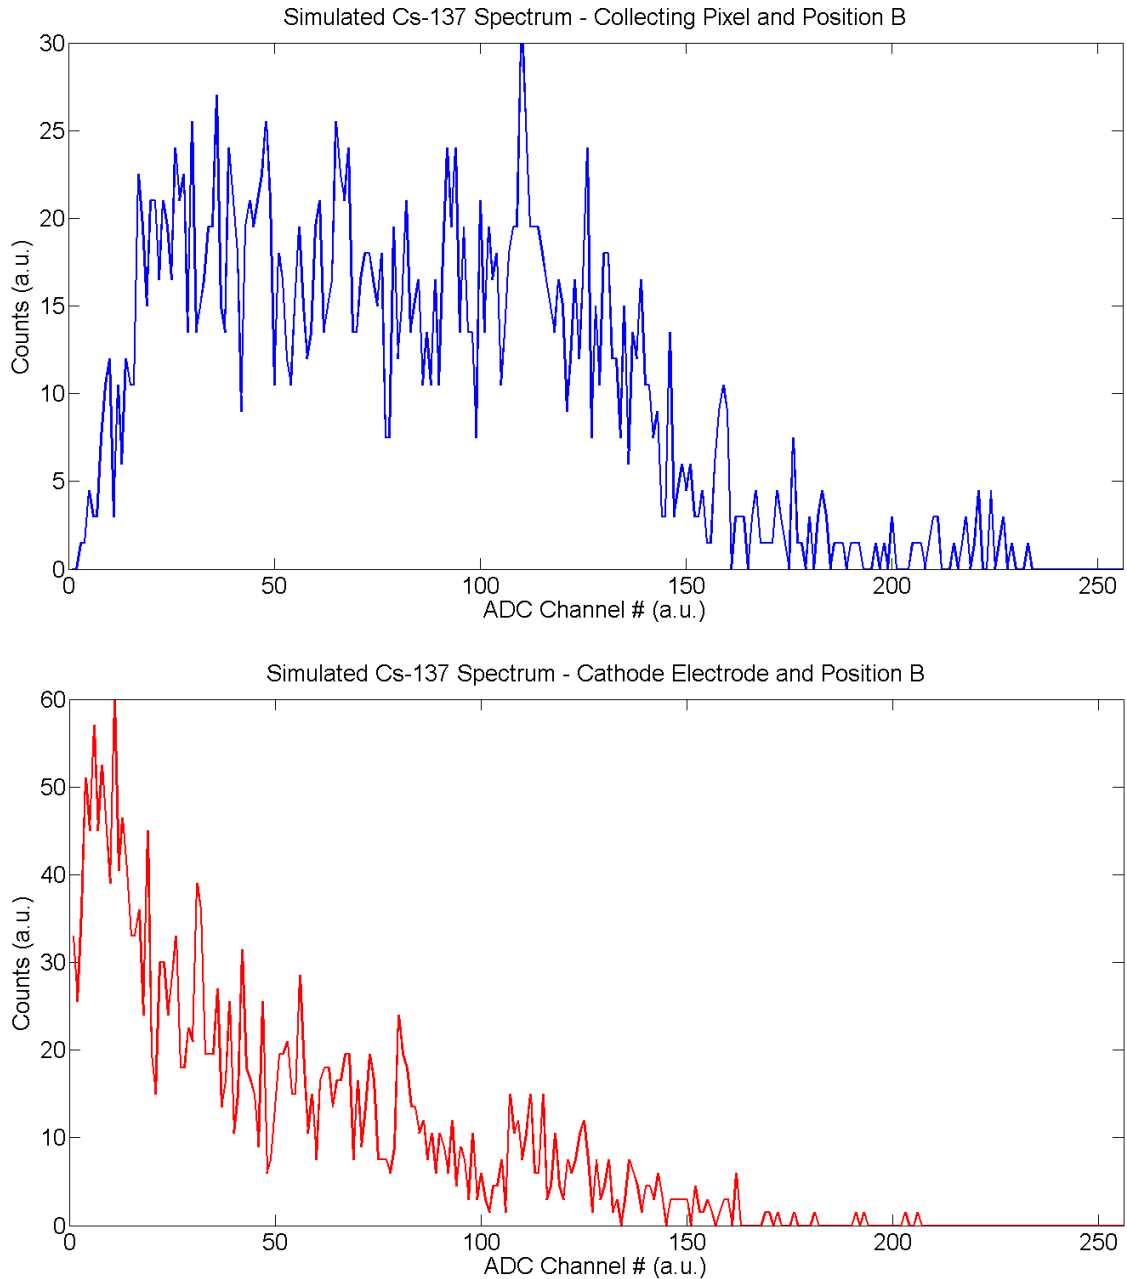 Simulated Cs-137 Spectrum - Collecting Pixel and Position B
30
25
20
15
10
5
0
Counts (a.u.)
0 50 100 150 200 250
ADC Channel # (a.u.)
Simulated Cs-137 Spectrum - Cathode Electrode and Position B
60
50
40
30
20
10
0
Counts (a.u.)
0 50 100 150 200 250
ADC Channel # (a.u.)